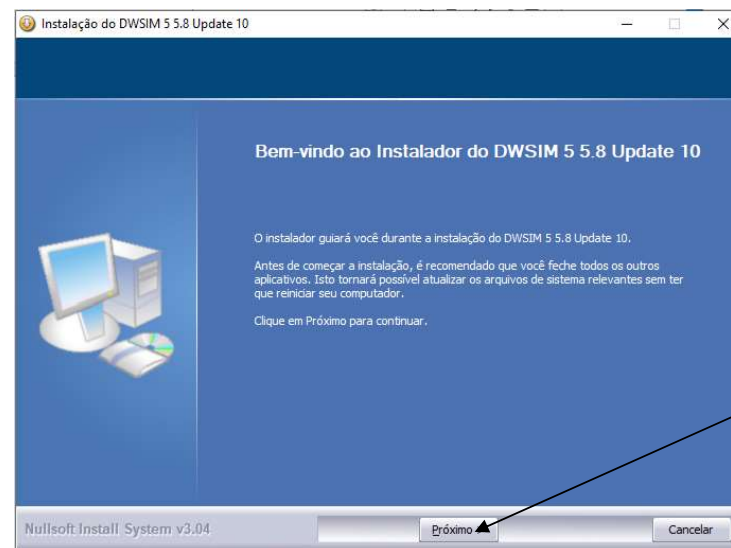 Instalação do DWSIM 5 5.8 Update 10
Bem-vindo ao Instalador do DWSIM 5 5.8 Update 10
O instalador guiará você durante a instalação do DWSIM 5 5.8 Update 10.
Antes de começar a instalação, é recomendado que você feche todos os outros
aplicativos. Isto tornará possível atualizar os arquivos de sistema relevantes sem ter
que reiniciar seu computador.
Clique em Próximo para continuar.
Nullsoft Install System v3.04
Próximo
Cancelar